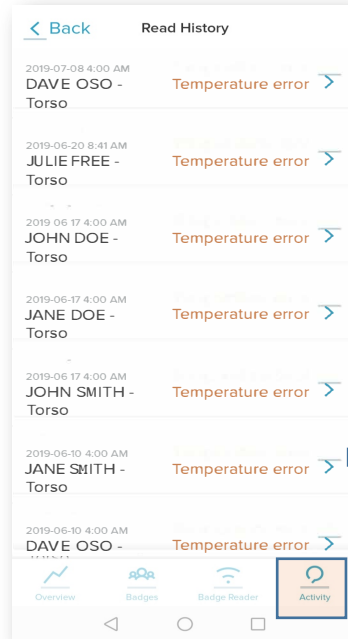 Back
Read History
2019-07-08 4:00 AM
DAVE OSO -
Torso
Temperature error
2019-06-20 8:41 AM
JULIE FREE -
Torso
Temperature error
2019 06 17 4:00 AM
JOHN DOE -
Torso
Temperature error
2019-06-17 4:00 AM
JANE DOE -
Torso
Temperature error
2019-06 17 4:00 AM
JOHN SMITH -
Torso
Temperature error
2019-06-10 4:00 AM
JANE SMITH -
Torso
Temperature error
2019-06-10 4:00 AM
DAVE OSO -
Temperature error
Overview
Badges
Badge Reader
Activity